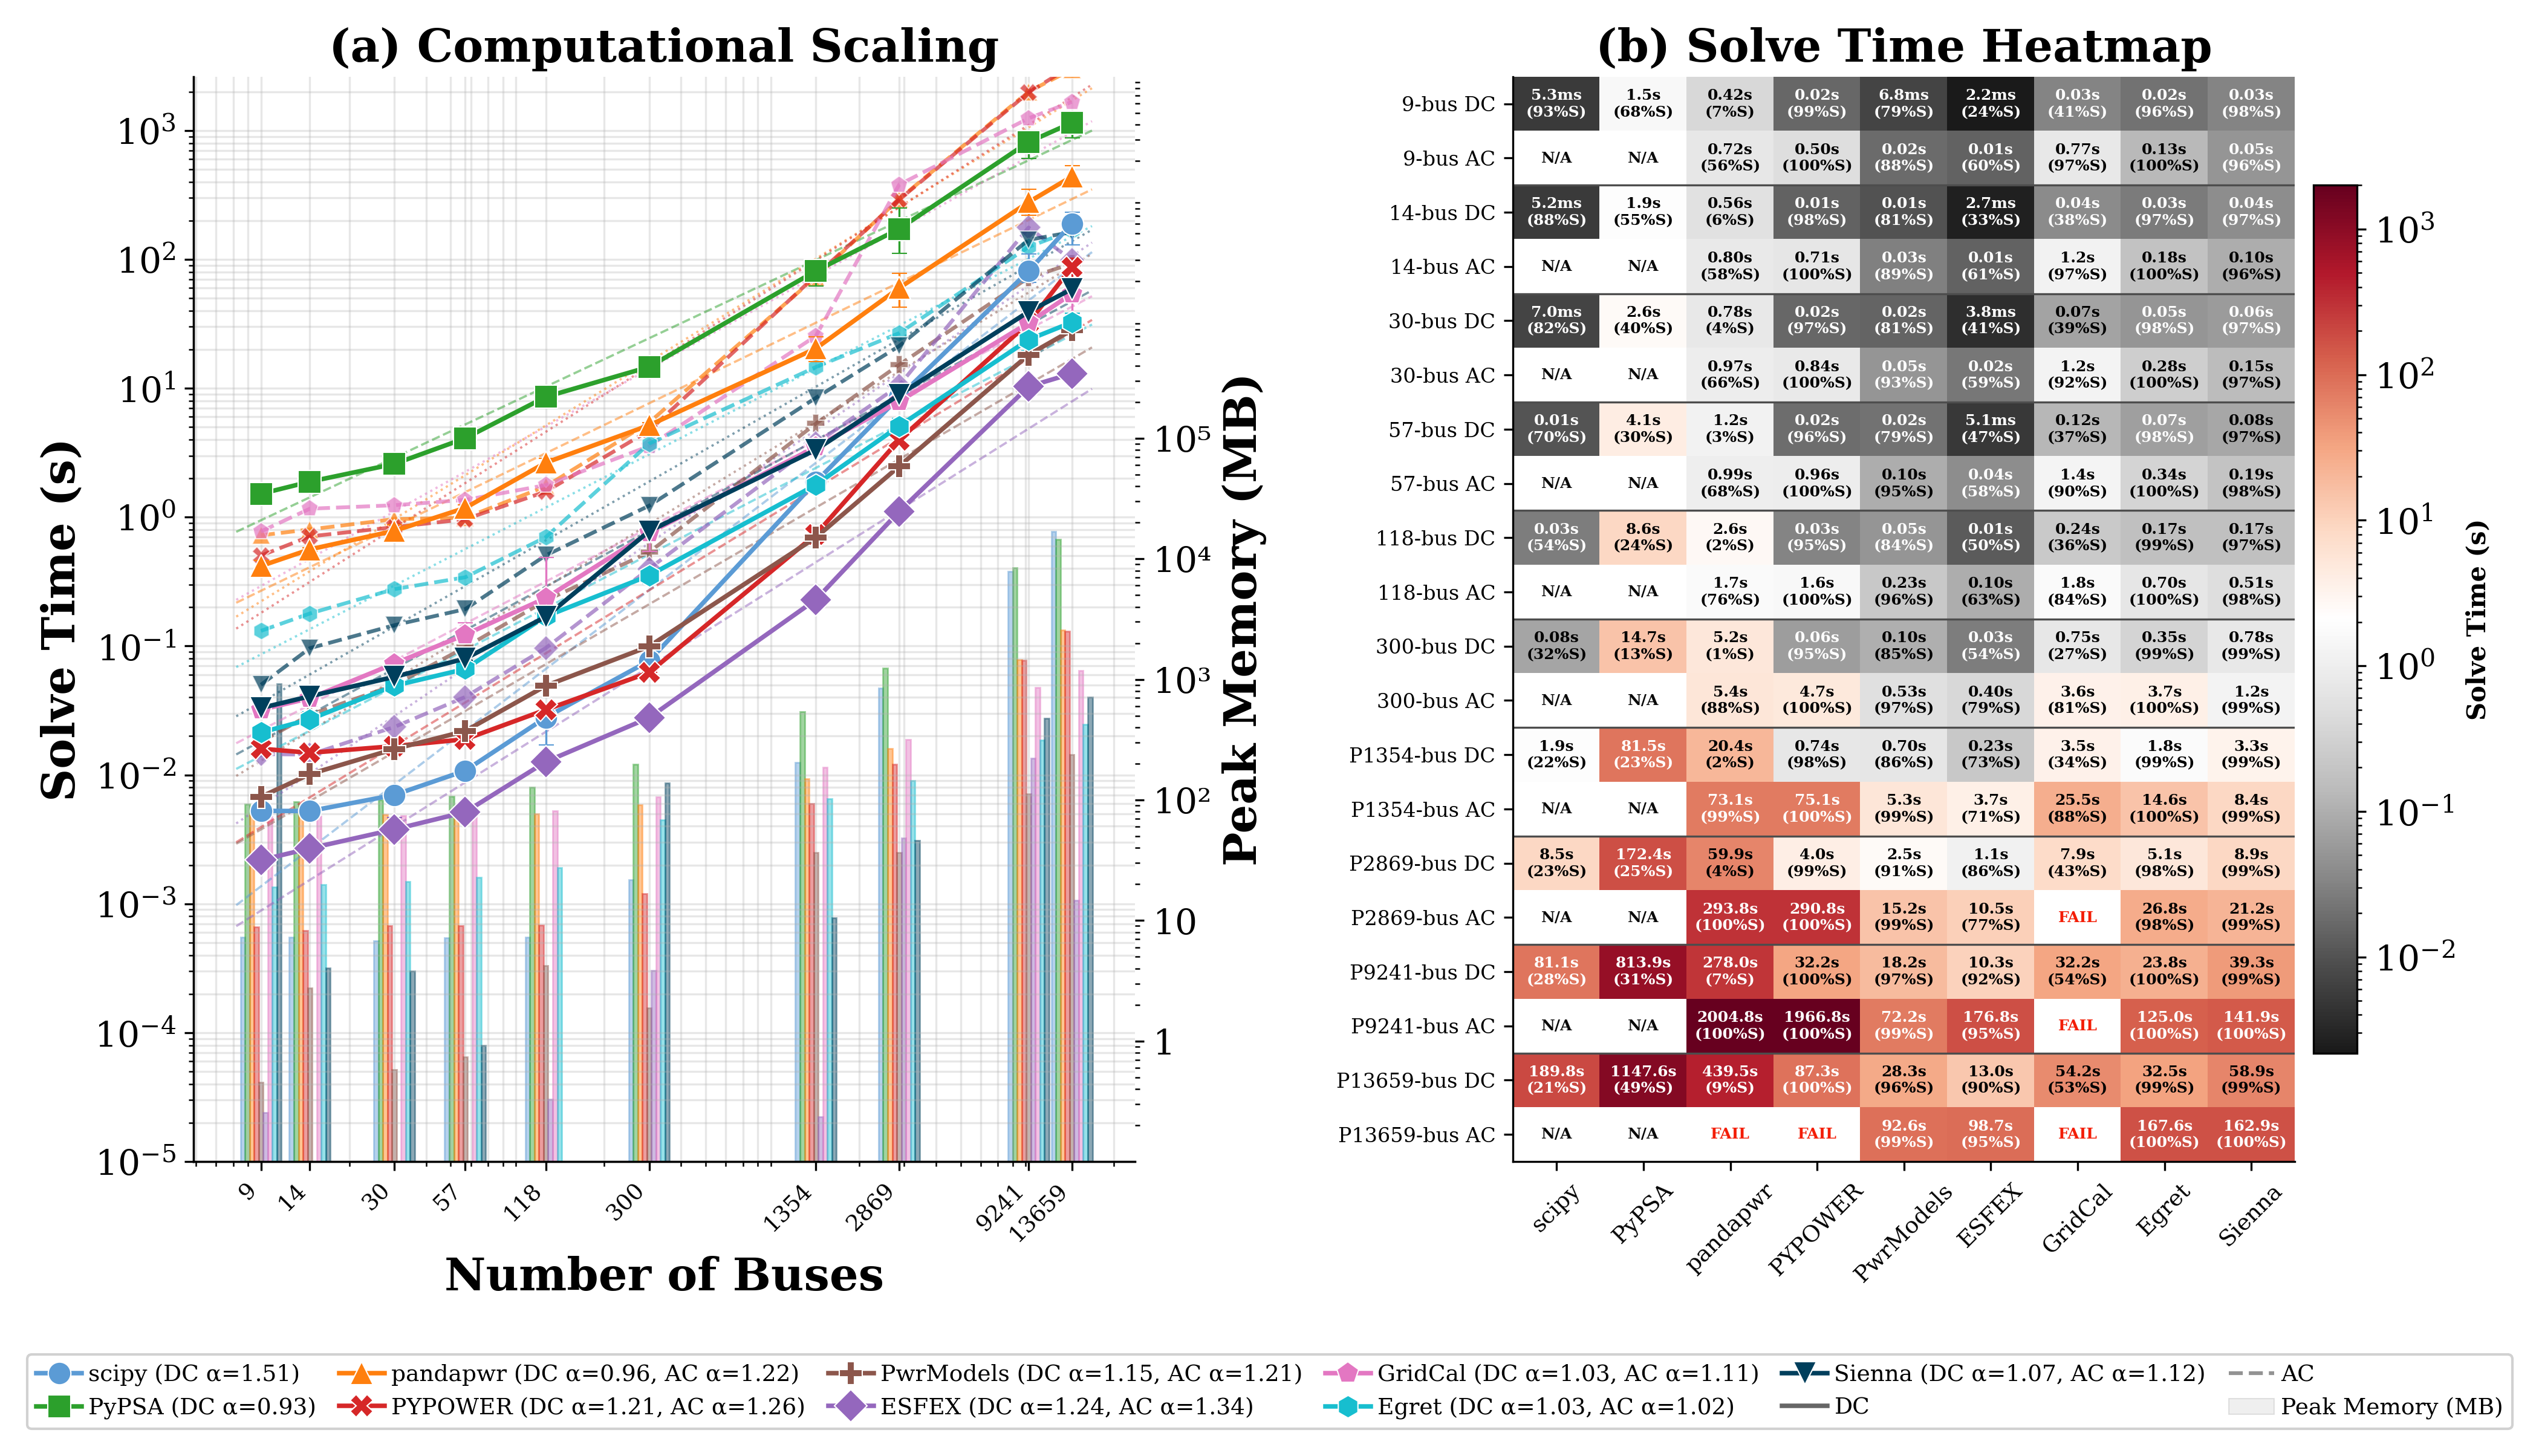 (a) Computational Scaling
Solve Time (s)
10³
10²
10¹
10⁰
10⁻¹
10⁻²
10⁻³
10⁻⁴
10⁻⁵
9
14
30
57
118
300
1354
2869
9241
13659
Number of Buses
10⁵
10⁴
10³
10²
10
1
Peak Memory (MB)
(b) Solve Time Heatmap
9-bus DC 5.3ms (93%S) 1.5s (68%S) 0.42s (7%S) 0.02s (99%S) 6.8ms (79%S) 2.2ms (24%S) 0.03s (41%S) 0.02s (96%S) 0.03s (98%S)
9-bus AC N/A N/A 0.72s (56%S) 0.50s (100%S) 0.02s (88%S) 0.01s (60%S) 0.77s (97%S) 0.13s (100%S) 0.05s (96%S)
14-bus DC 5.2ms (88%S) 1.9s (55%S) 0.56s (6%S) 0.01s (98%S) 0.01s (81%S) 2.7ms (33%S) 0.04s (38%S) 0.03s (97%S) 0.04s (97%S)
14-bus AC N/A N/A 0.80s (58%S) 0.71s (100%S) 0.03s (89%S) 0.01s (61%S) 1.2s (97%S) 0.18s (100%S) 0.10s (96%S)
30-bus DC 7.0ms (82%S) 2.6s (40%S) 0.78s (4%S) 0.02s (97%S) 0.02s (81%S) 3.8ms (41%S) 0.07s (39%S) 0.05s (98%S) 0.06s (97%S)
30-bus AC N/A N/A 0.97s (66%S) 0.84s (100%S) 0.05s (93%S) 0.02s (59%S) 1.2s (92%S) 0.28s (100%S) 0.15s (97%S)
57-bus DC 0.01s (70%S) 4.1s (30%S) 1.2s (3%S) 0.02s (96%S) 0.02s (79%S) 5.1ms (47%S) 0.12s (37%S) 0.07s (98%S) 0.08s (97%S)
57-bus AC N/A N/A 0.99s (68%S) 0.96s (100%S) 0.10s (95%S) 0.04s (58%S) 1.4s (90%S) 0.34s (100%S) 0.19s (98%S)
118-bus DC 0.03s (54%S) 8.6s (24%S) 2.6s (2%S) 0.03s (95%S) 0.05s (84%S) 0.01s (50%S) 0.24s (36%S) 0.17s (99%S) 0.17s (97%S)
118-bus AC N/A N/A 1.7s (76%S) 1.6s (100%S) 0.23s (96%S) 0.10s (63%S) 1.8s (84%S) 0.70s (100%S) 0.51s (98%S)
300-bus DC 0.08s (32%S) 14.7s (13%S) 5.2s (1%S) 0.06s (95%S) 0.10s (85%S) 0.03s (54%S) 0.75s (27%S) 0.35s (99%S) 0.78s (99%S)
300-bus AC N/A N/A 5.4s (88%S) 4.7s (100%S) 0.53s (97%S) 0.40s (79%S) 3.6s (81%S) 3.7s (100%S) 1.2s (99%S)
P1354-bus DC 1.9s (22%S) 81.5s (23%S) 20.4s (2%S) 0.74s (98%S) 0.70s (86%S) 0.23s (73%S) 3.5s (34%S) 1.8s (99%S) 3.3s (99%S)
P1354-bus AC N/A N/A 73.1s (99%S) 75.1s (100%S) 5.3s (99%S) 3.7s (71%S) 25.5s (88%S) 14.6s (100%S) 8.4s (99%S)
P2869-bus DC 8.5s (23%S) 172.4s (25%S) 59.9s (4%S) 4.0s (99%S) 2.5s (91%S) 1.1s (86%S) 7.9s (43%S) 5.1s (98%S) 8.9s (99%S)
P2869-bus AC N/A N/A 293.8s (100%S) 290.8s (100%S) 15.2s (99%S) 10.5s (77%S) FAIL 26.8s (98%S) 21.2s (99%S)
P9241-bus DC 81.1s (28%S) 813.9s (31%S) 278.0s (7%S) 32.2s (100%S) 18.2s (97%S) 10.3s (92%S) 32.2s (54%S) 23.8s (100%S) 39.3s (99%S)
P9241-bus AC N/A N/A 2004.8s (100%S) 1966.8s (100%S) 72.2s (99%S) 176.8s (95%S) FAIL 125.0s (100%S) 141.9s (100%S)
P13659-bus DC 189.8s (21%S) 1147.6s (49%S) 439.5s (9%S) 87.3s (100%S) 28.3s (96%S) 13.0s (90%S) 54.2s (53%S) 32.5s (99%S) 58.9s (99%S)
P13659-bus AC N/A N/A FAIL FAIL 92.6s (99%S) 98.7s (95%S) FAIL 167.6s (100%S) 162.9s (100%S)
scipy
PyPSA
pandapwr
PYPOWER
PwrModels
ESFEX
GridCal
Egret
Sienna
10³
10²
10¹
10⁰
10⁻¹
10⁻²
Solve Time (s)
scipy (DC α=1.51) pandapwr (DC α=0.96, AC α=1.22) PwrModels (DC α=1.15, AC α=1.21) GridCal (DC α=1.03, AC α=1.11) Sienna (DC α=1.07, AC α=1.12) AC
PyPSA (DC α=0.93) PYPOWER (DC α=1.21, AC α=1.26) ESFEX (DC α=1.24, AC α=1.34) Egret (DC α=1.03, AC α=1.02) DC Peak Memory (MB)